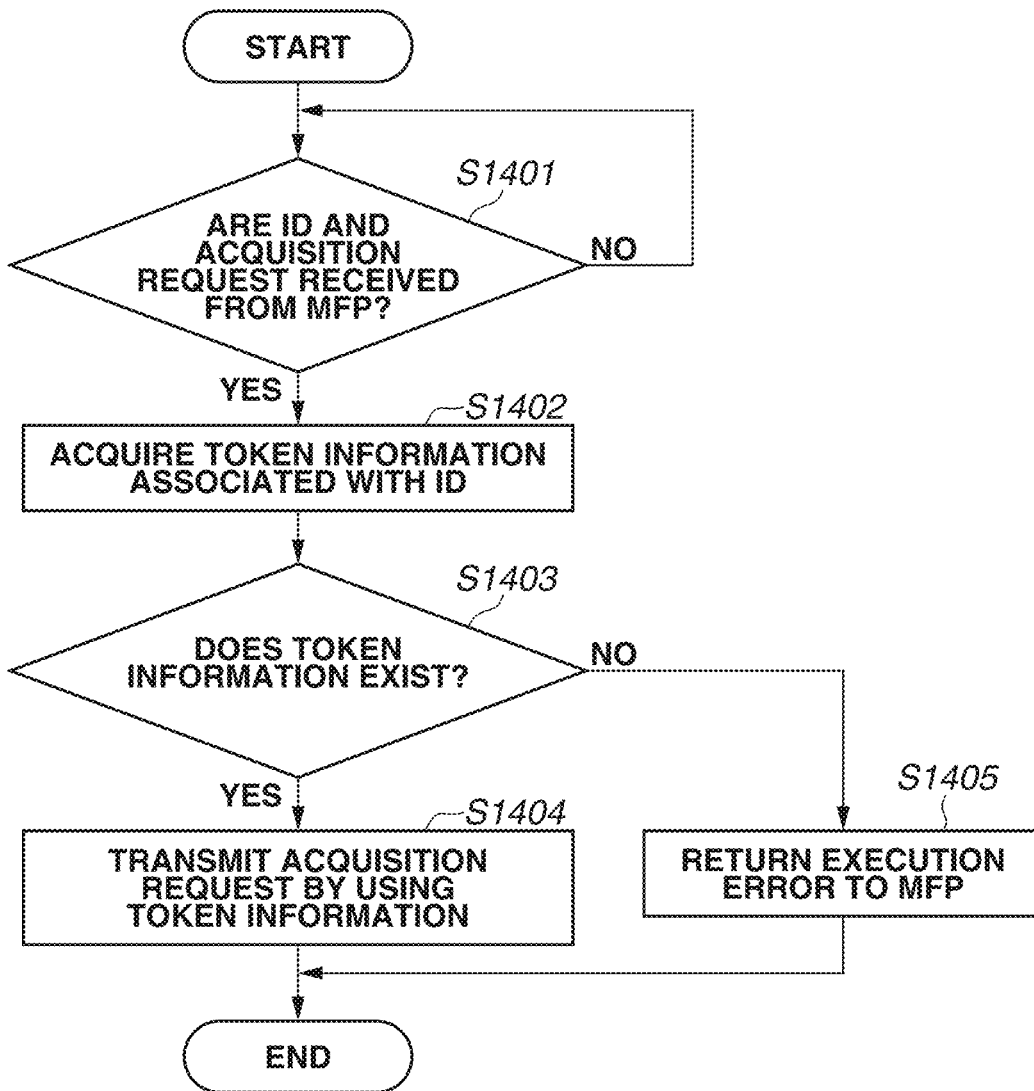 START
S1401
ARE ID AND
ACQUISITION
REQUEST RECEIVED
FROM MFP?
NO
YES
S1402
ACQUIRE TOKEN INFORMATION
ASSOCIATED WITH ID
S1403
DOES TOKEN
INFORMATION EXIST?
NO
YES
S1404
TRANSMIT ACQUISITION
REQUEST BY USING
TOKEN INFORMATION
S1405
RETURN EXECUTION
ERROR TO MFP
END